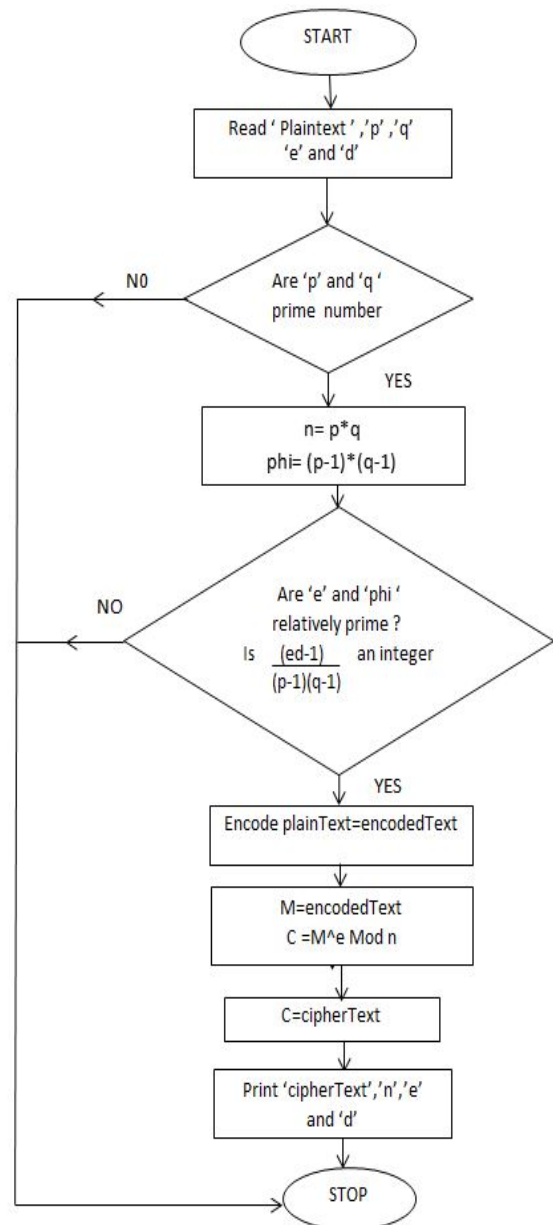 START
Read ‘ Plaintext ’ ,’p’ ,’q’
‘e’ and ‘d’
N0
Are ‘p’ and ‘q ‘
prime number
YES
n= p*q
phi= (p-1)*(q-1)
NO
Are ‘e’ and ‘phi ‘
relatively prime ?
Is (ed-1) an integer
(p-1)(q-1)
YES
Encode plainText=encodedText
M=encodedText
C =M^e Mod n
C=cipherText
Print ‘cipherText’,’n’,’e’
and ‘d’
STOP